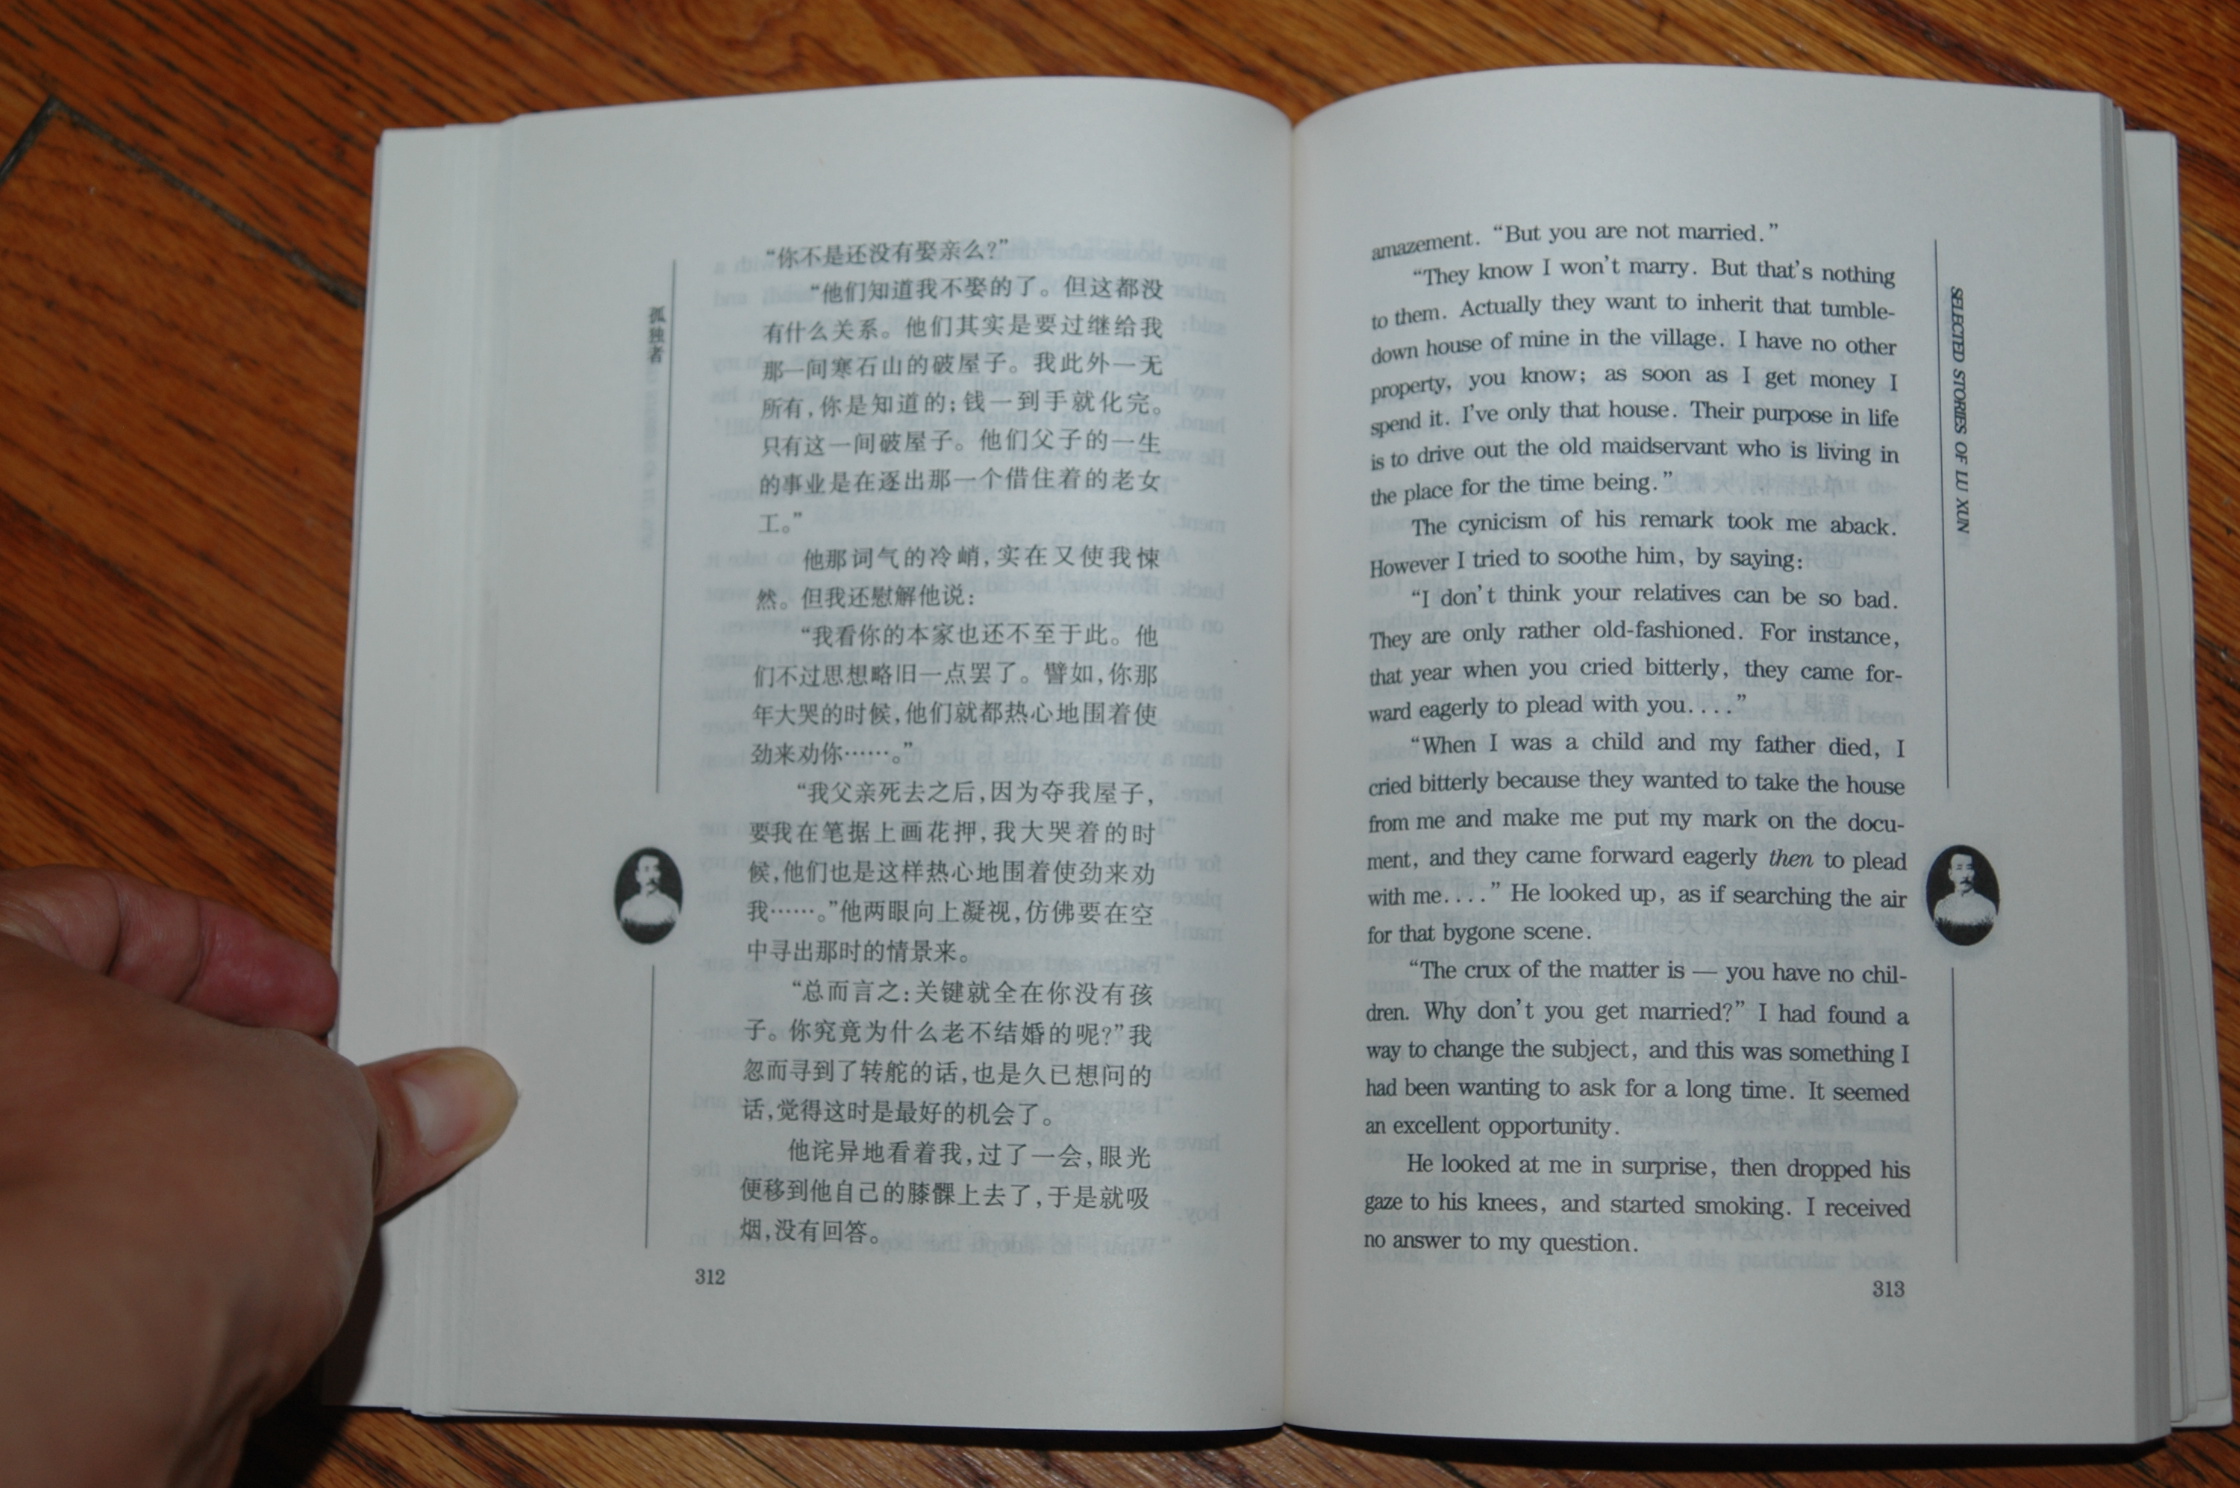 孤独者
“你不是还没有娶亲么?”
“他们知道我不娶的了。但这都没
有什么关系。他们其实是要过继给我
那一间寒石山的破屋子。我此外一无
所有,你是知道的;钱一到手就化完。
只有这一间破屋子。他们父子的一生
的事业是在逐出那一个借住着的老女
工。”
他那词气的冷峭,实在又使我悚
然。但我还慰解他说:
“我看你的本家也还不至于此。他
们不过思想略旧一点罢了。譬如,你那
年大哭的时候,他们就都热心地围着使
劲来劝你……。”
“我父亲死去之后,因为夺我屋子,
要我在笔据上画花押,我大哭着的时
候,他们也是这样热心地围着使劲来劝
我……。”他两眼向上凝视,仿佛要在空
中寻出那时的情景来。
“总而言之:关键就全在你没有孩
子。你究竟为什么老不结婚的呢?”我
忽而寻到了转舵的话,也是久已想问的
话,觉得这时是最好的机会了。
他诧异地看着我,过了一会,眼光
便移到他自己的膝髁上去了,于是就吸
烟,没有回答。
312
amazement. “But you are not married.”
“They know I won’t marry. But that’s nothing
to them. Actually they want to inherit that tumble-
down house of mine in the village. I have no other
property, you know; as soon as I get money I
spend it. I’ve only that house. Their purpose in life
is to drive out the old maidservant who is living in
the place for the time being.”
The cynicism of his remark took me aback.
However I tried to soothe him, by saying:
“I don’t think your relatives can be so bad.
They are only rather old-fashioned. For instance,
that year when you cried bitterly, they came for-
ward eagerly to plead with you. . . .”
“When I was a child and my father died, I
cried bitterly because they wanted to take the house
from me and make me put my mark on the docu-
ment, and they came forward eagerly then to plead
with me. . . .” He looked up, as if searching the air
for that bygone scene.
“The crux of the matter is — you have no chil-
dren. Why don’t you get married?” I had found a
way to change the subject, and this was something I
had been wanting to ask for a long time. It seemed
an excellent opportunity.
He looked at me in surprise, then dropped his
gaze to his knees, and started smoking. I received
no answer to my question.
313
SELECTED STORIES OF LU XUN